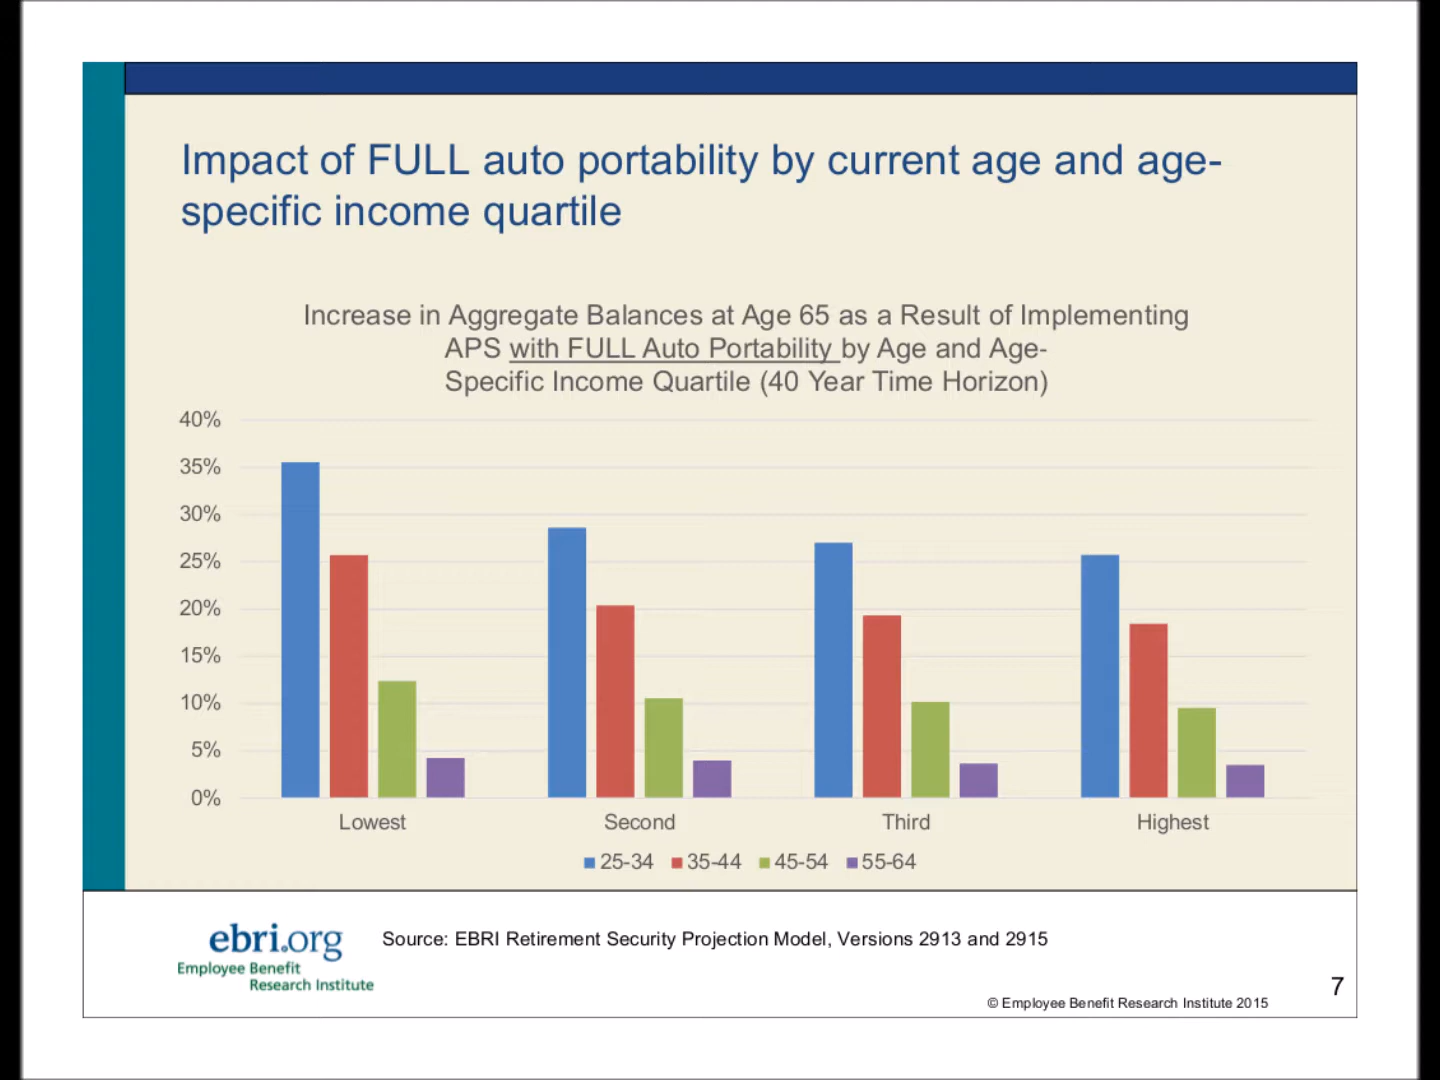 Impact of FULL auto portability by current age and age-
specific income quartile
Increase in Aggregate Balances at Age 65 as a Result of Implementing
APS with FULL Auto Portability by Age and Age-
Specific Income Quartile (40 Year Time Horizon)
40%
35%
30%
25%
20%
15%
10%
5%
0%
Lowest Second Third Highest
25-34 35-44 45-54 55-64
ebri.org
Employee Benefit
Research Institute
Source: EBRI Retirement Security Projection Model, Versions 2913 and 2915
7
© Employee Benefit Research Institute 2015